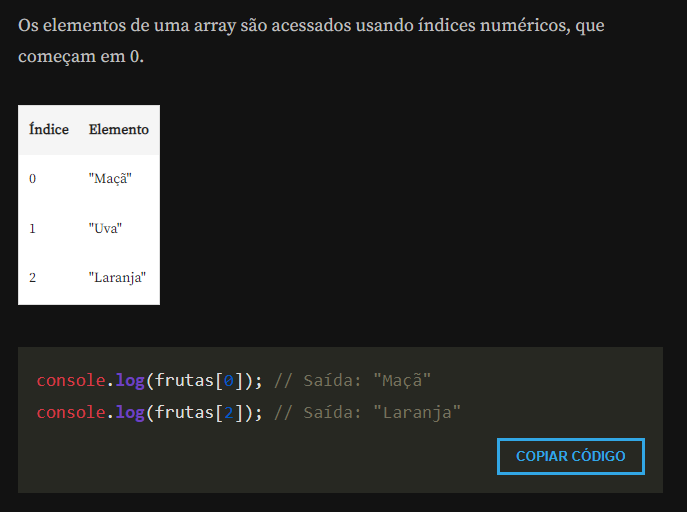 Os elementos de uma array são acessados usando índices numéricos, que
começam em 0.
Índice Elemento
0 "Maçã"
1 "Uva"
2 "Laranja"
console.log(frutas[0]); // Saída: "Maçã"
console.log(frutas[2]); // Saída: "Laranja"
COPIAR CÓDIGO